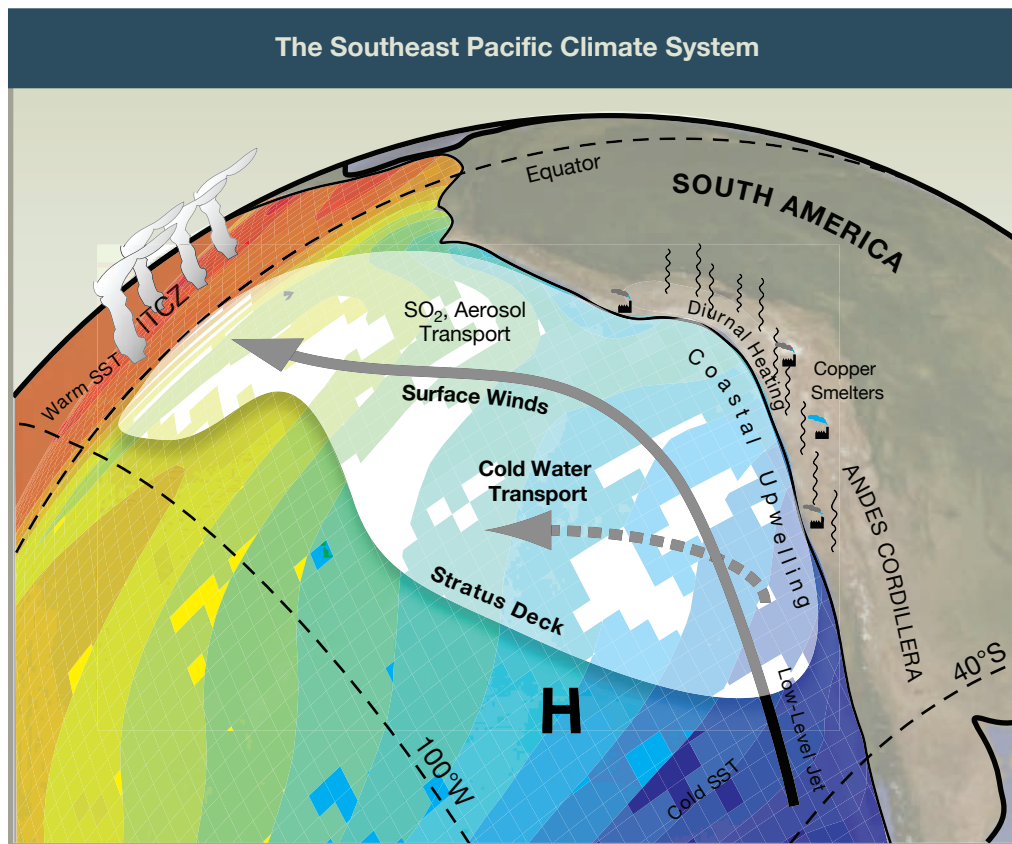 The Southeast Pacific Climate System
Equator
SOUTH AMERICA
ITCZ
Warm SST
SO₂, Aerosol
Transport
Diurnal Heating
Copper
Smelters
Surface Winds
Coastal Upwelling
Cold Water
Transport
ANDES CORDILLERA
Stratus Deck
40°S
H
Low-Level Jet
100°W
Cold SST